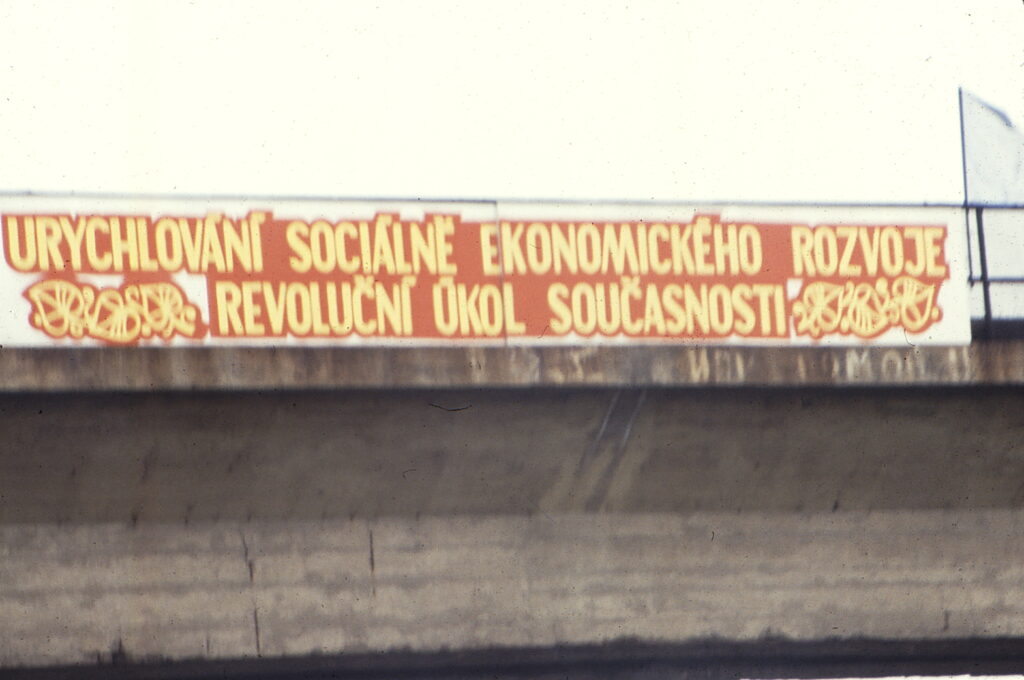 URYCHLOVÁNÍ SOCIÁLNĚ EKONOMICKÉHO ROZVOJE
REVOLUČNÍ ÚKOL SOUČASNOSTI